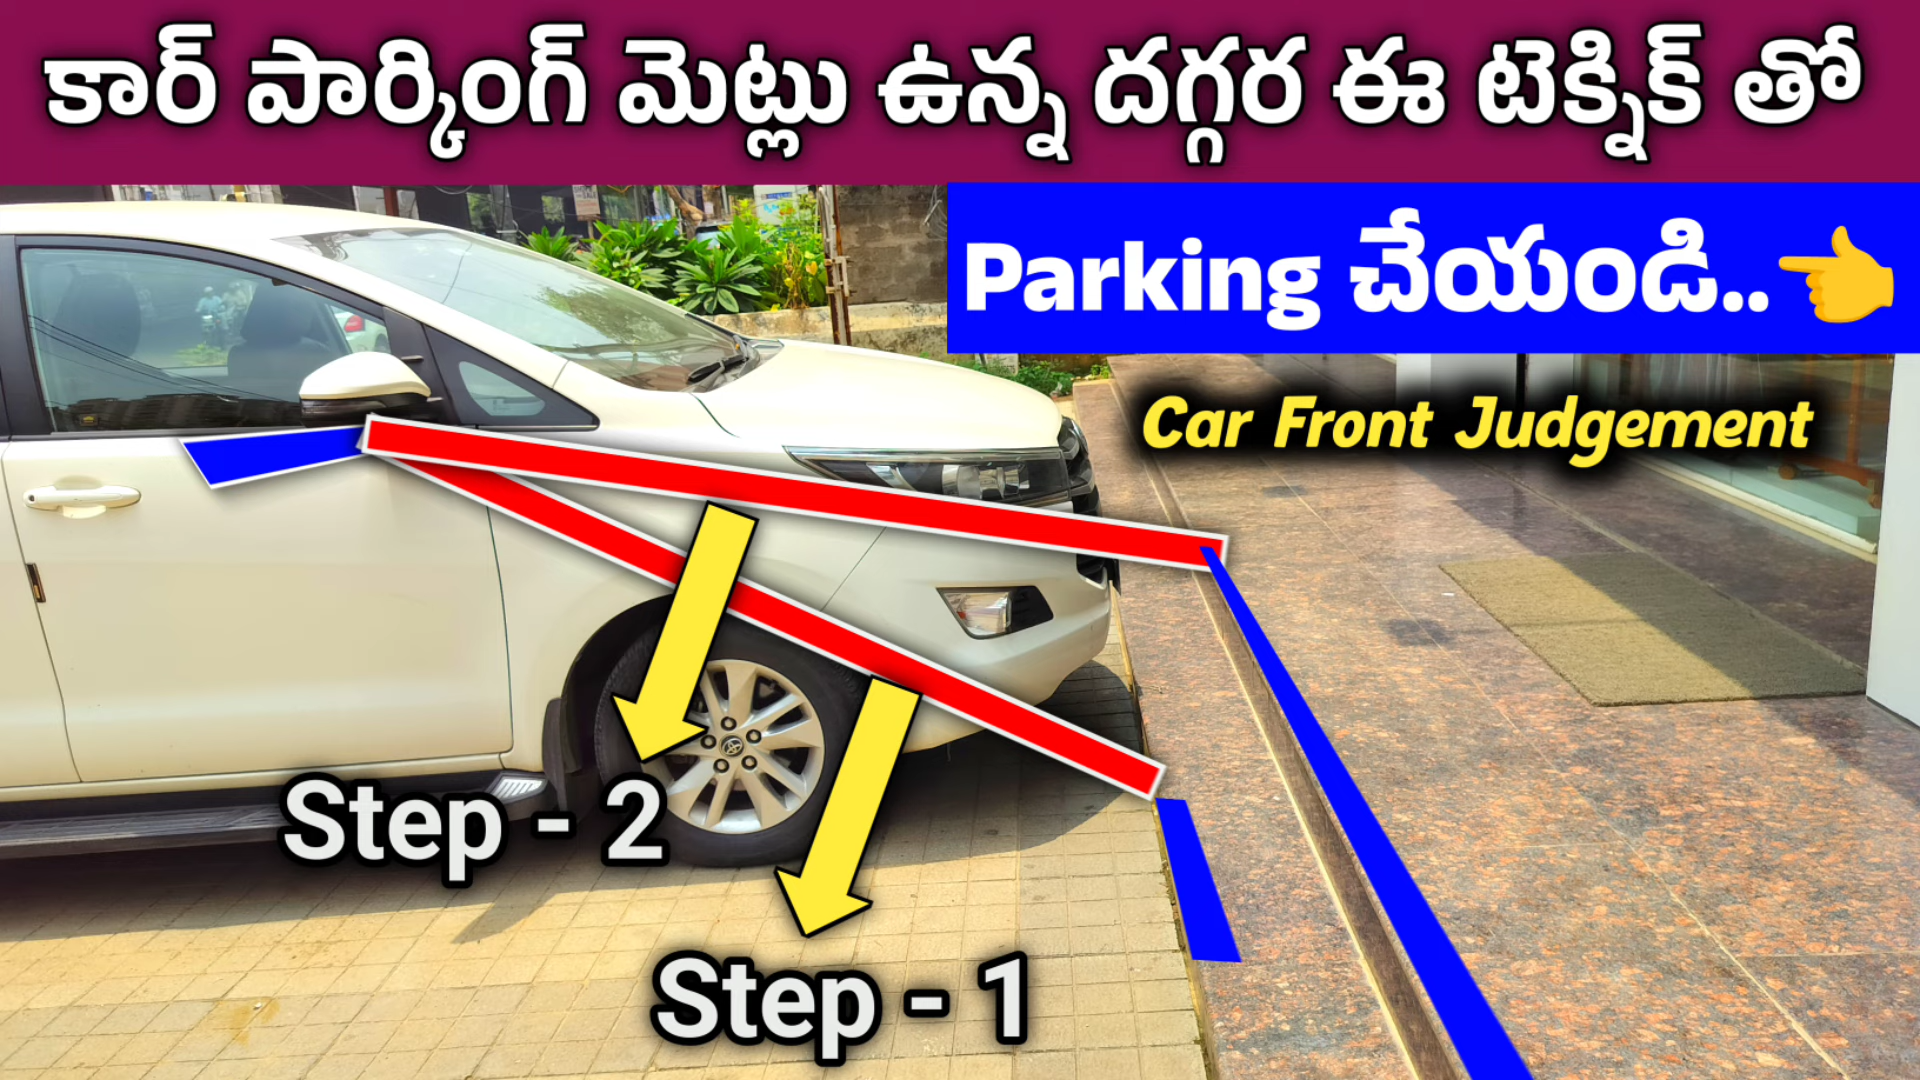 కార్ పార్కింగ్ మెట్లు ఉన్న దగ్గర ఈ టెక్నిక్ తో
Parking చేయండి..
Car Front Judgement
Step - 2
Step - 1